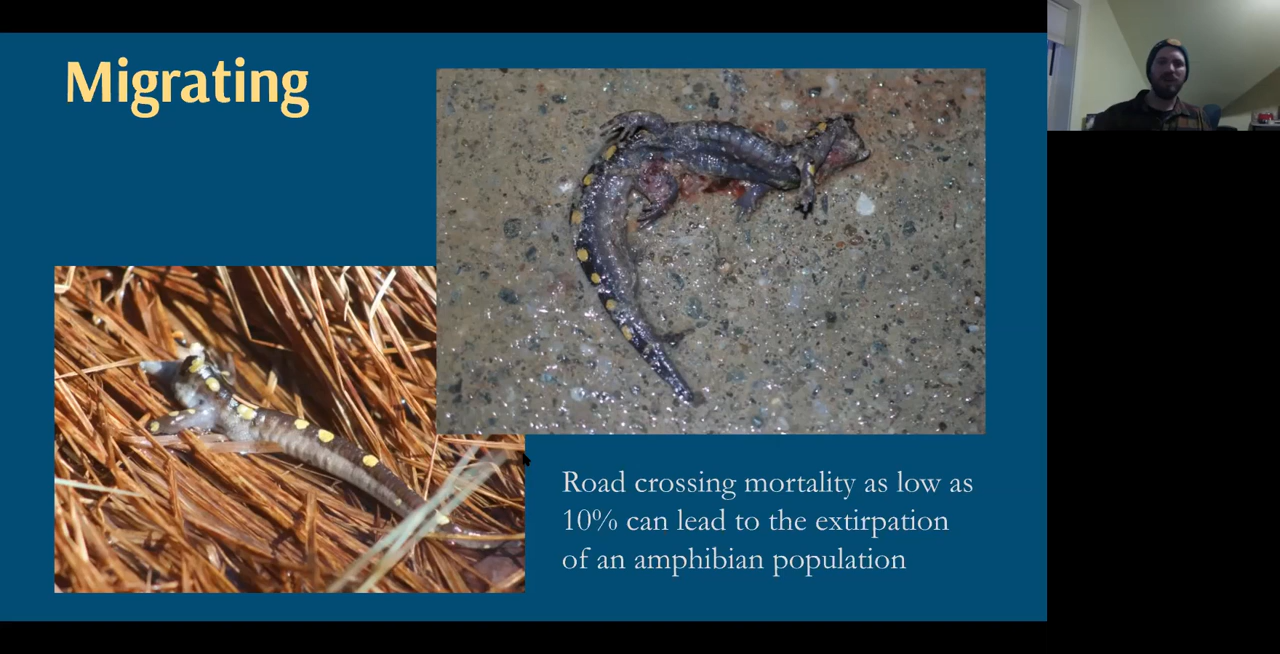 Migrating
Road crossing mortality as low as
10% can lead to the extirpation
of an amphibian population